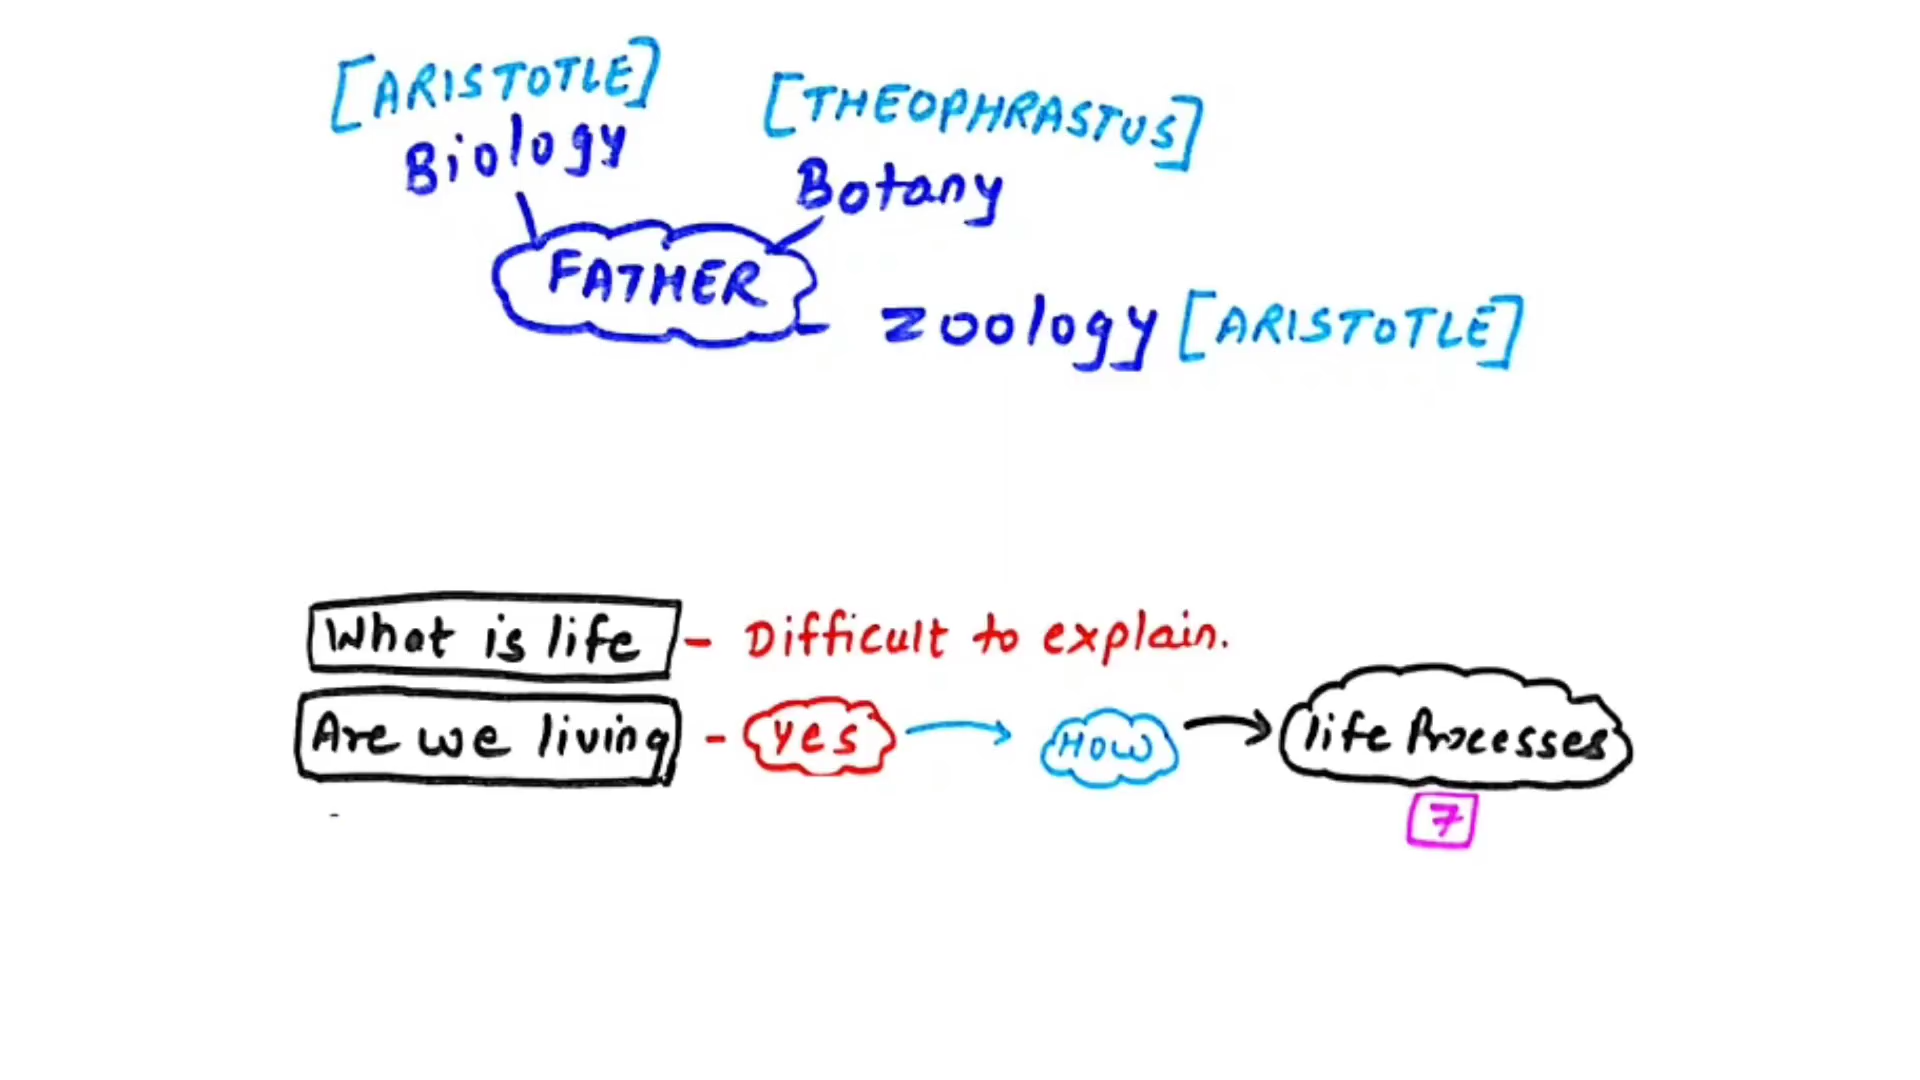 [ARISTOTLE]
Biology
[THEOPHRASTUS]
Botany
FATHER
zoology [ARISTOTLE]
What is life - Difficult to explain.
Are we living - Yes HOW life Processes
7